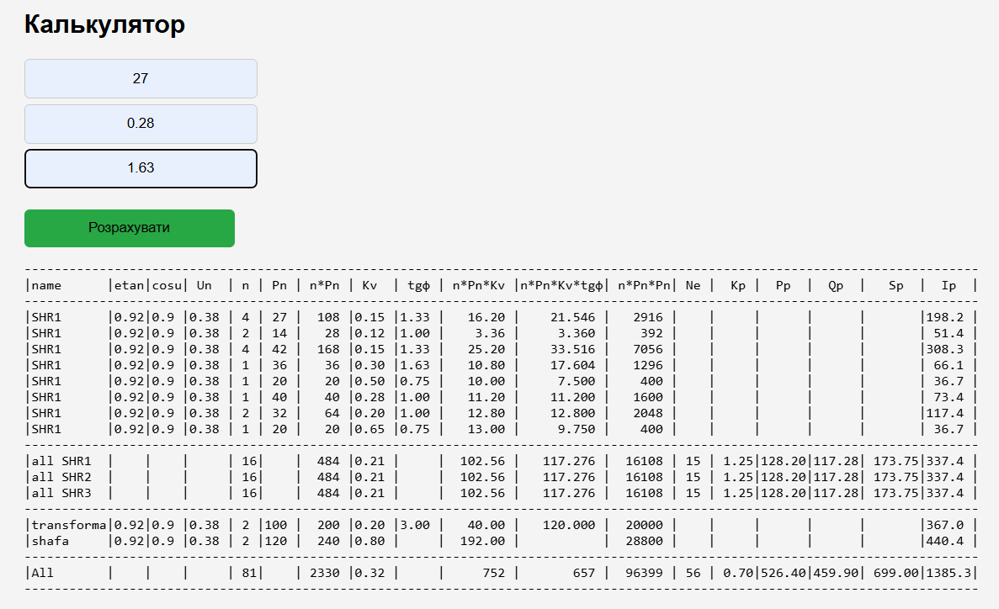 Калькулятор
27
0.28
1.63
Розрахувати
------------------------------------------------------------------------------------------------------------------------------
|name      |etan|cosu| Un  | n | Pn | n*Pn | Kv  | tgφ | n*Pn*Kv |n*Pn*Kv*tgφ| n*Pn*Pn| Ne |  Kp |  Pp  |  Qp  |   Sp  |  Ip  |
------------------------------------------------------------------------------------------------------------------------------
|SHR1      |0.92|0.9 |0.38 | 4 | 27 |  108 |0.15 |1.33 |   16.20 |    21.546 |   2916 |    |     |      |      |       |198.2 |
|SHR1      |0.92|0.9 |0.38 | 2 | 14 |   28 |0.12 |1.00 |    3.36 |     3.360 |    392 |    |     |      |      |       | 51.4 |
|SHR1      |0.92|0.9 |0.38 | 4 | 42 |  168 |0.15 |1.33 |   25.20 |    33.516 |   7056 |    |     |      |      |       |308.3 |
|SHR1      |0.92|0.9 |0.38 | 1 | 36 |   36 |0.30 |1.63 |   10.80 |    17.604 |   1296 |    |     |      |      |       | 66.1 |
|SHR1      |0.92|0.9 |0.38 | 1 | 20 |   20 |0.50 |0.75 |   10.00 |     7.500 |    400 |    |     |      |      |       | 36.7 |
|SHR1      |0.92|0.9 |0.38 | 1 | 40 |   40 |0.28 |1.00 |   11.20 |    11.200 |   1600 |    |     |      |      |       | 73.4 |
|SHR1      |0.92|0.9 |0.38 | 2 | 32 |   64 |0.20 |1.00 |   12.80 |    12.800 |   2048 |    |     |      |      |       |117.4 |
|SHR1      |0.92|0.9 |0.38 | 1 | 20 |   20 |0.65 |0.75 |   13.00 |     9.750 |    400 |    |     |      |      |       | 36.7 |
------------------------------------------------------------------------------------------------------------------------------
|all SHR1  |    |    |     | 16|    |  484 |0.21 |     |  102.56 |   117.276 |  16108 | 15 | 1.25|128.20|117.28| 173.75|337.4 |
|all SHR2  |    |    |     | 16|    |  484 |0.21 |     |  102.56 |   117.276 |  16108 | 15 | 1.25|128.20|117.28| 173.75|337.4 |
|all SHR3  |    |    |     | 16|    |  484 |0.21 |     |  102.56 |   117.276 |  16108 | 15 | 1.25|128.20|117.28| 173.75|337.4 |
------------------------------------------------------------------------------------------------------------------------------
|transforma|0.92|0.9 |0.38 | 2 |100 |  200 |0.20 |3.00 |   40.00 |   120.000 |  20000 |    |     |      |      |       |367.0 |
|shafa     |0.92|0.9 |0.38 | 2 |120 |  240 |0.80 |     |  192.00 |           |  28800 |    |     |      |      |       |440.4 |
------------------------------------------------------------------------------------------------------------------------------
|All       |    |    |     | 81|    | 2330 |0.32 |     |     752 |       657 |  96399 | 56 | 0.70|526.40|459.90| 699.00|1385.3|
------------------------------------------------------------------------------------------------------------------------------